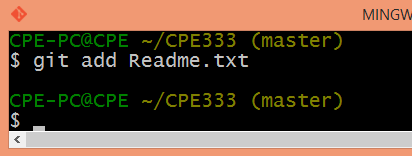 MINGW
CPE-PC@CPE ~/CPE333 (master)
$ git add Readme.txt
CPE-PC@CPE ~/CPE333 (master)
$